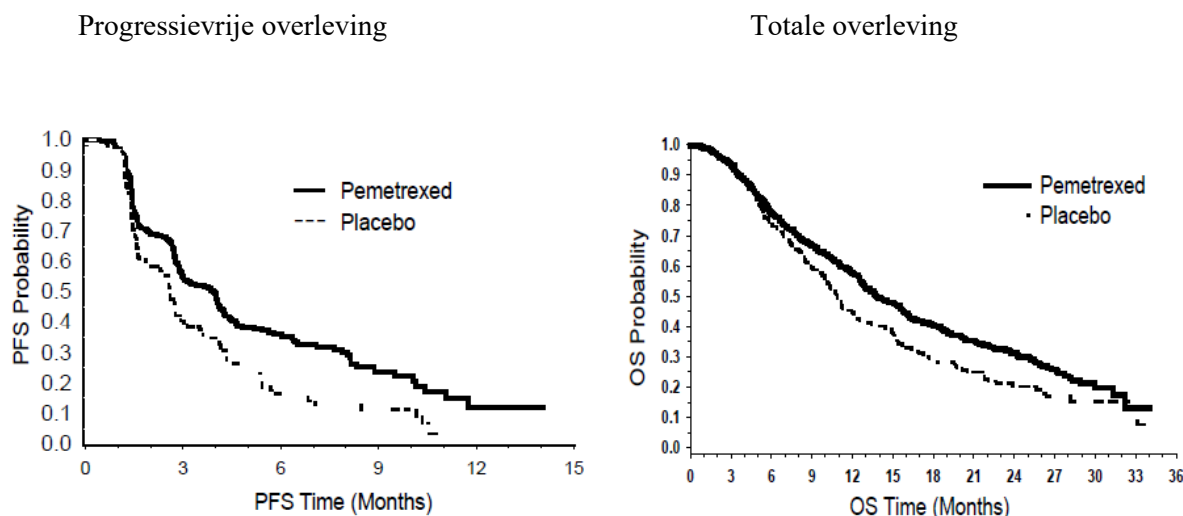 Progressievrije overleving
Totale overleving
PFS Probability
1.0
0.9
0.8
0.7
0.6
0.5
0.4
0.3
0.2
0.1
0.0
Pemetrexed
Placebo
0 3 6 9 12 15
PFS Time (Months)
OS Probability
1.0
0.9
0.8
0.7
0.6
0.5
0.4
0.3
0.2
0.1
0.0
Pemetrexed
Placebo
0 3 6 9 12 15 18 21 24 27 30 33 36
OS Time (Months)